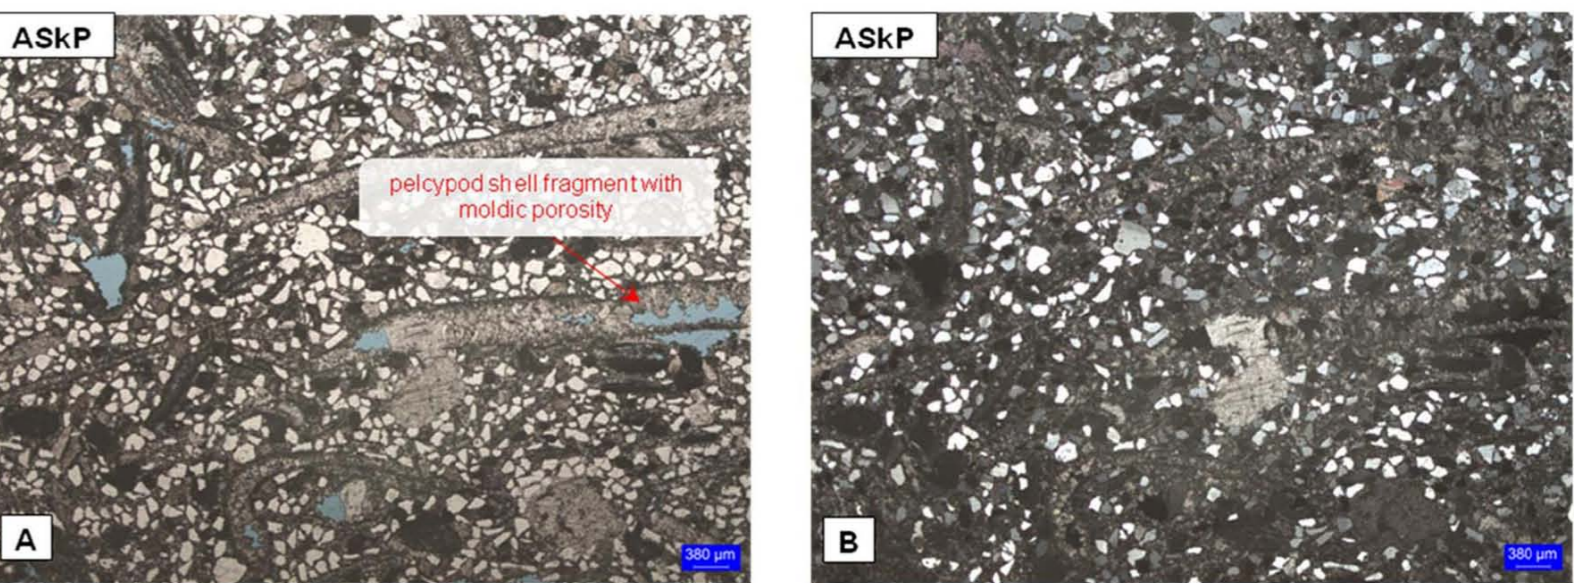 ASkP
pelcypod shell fragment with
moldic porosity
A
380 µm
ASkP
B
380 µm